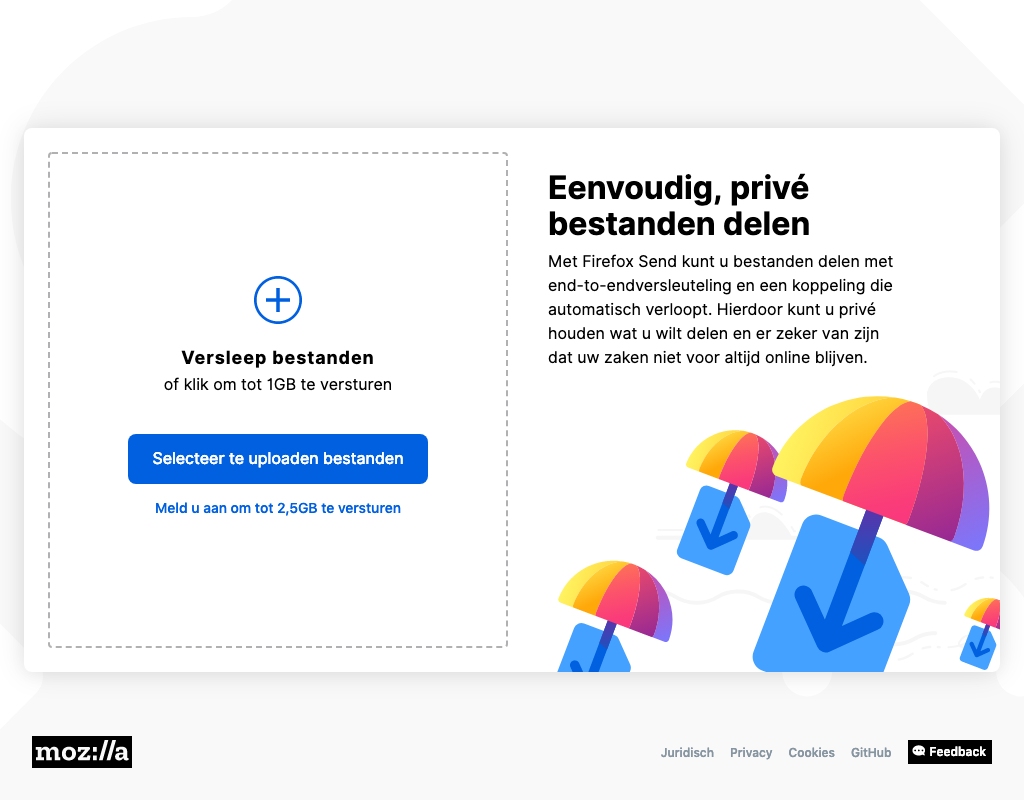 Versleep bestanden
of klik om tot 1GB te versturen
Selecteer te uploaden bestanden
Meld u aan om tot 2,5GB te versturen
Eenvoudig, privé
bestanden delen
Met Firefox Send kunt u bestanden delen met
end-to-endversleuteling en een koppeling die
automatisch verloopt. Hierdoor kunt u privé
houden wat u wilt delen en er zeker van zijn
dat uw zaken niet voor altijd online blijven.
moz://a
Juridisch Privacy Cookies GitHub Feedback